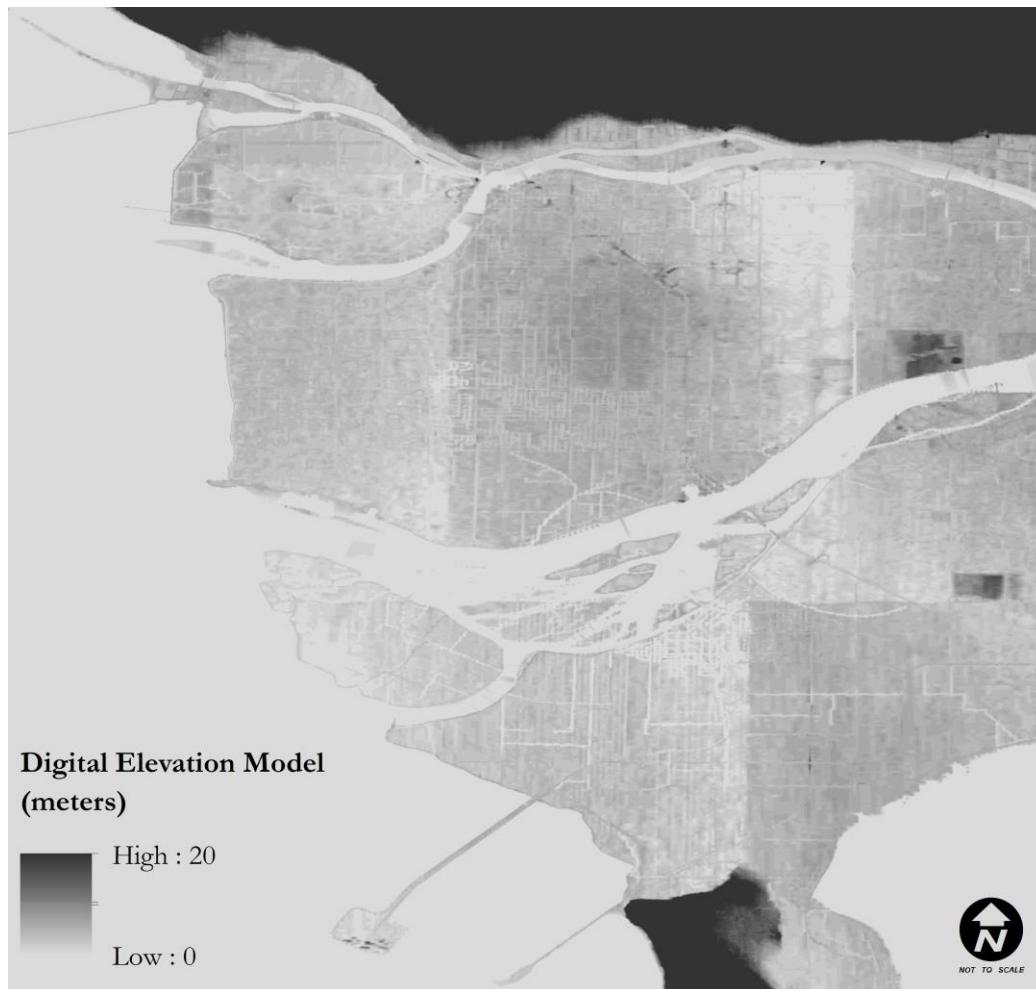 Digital Elevation Model
(meters)
High : 20
Low : 0
N
NOT TO SCALE